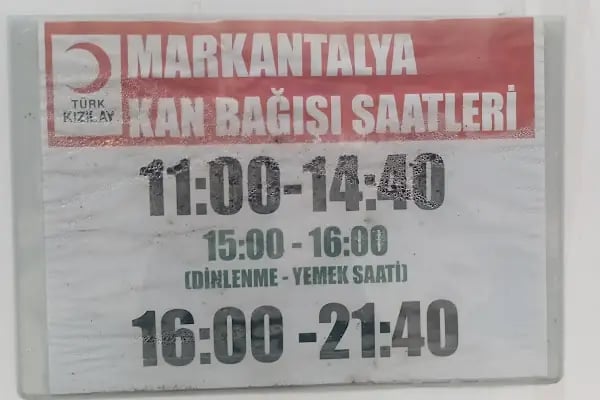 TÜRK
KIZILAY
MARKANTALYA
KAN BAĞIŞI SAATLERİ
11:00-14:40
15:00 - 16:00
(DİNLENME - YEMEK SAATİ)
16:00 -21:40